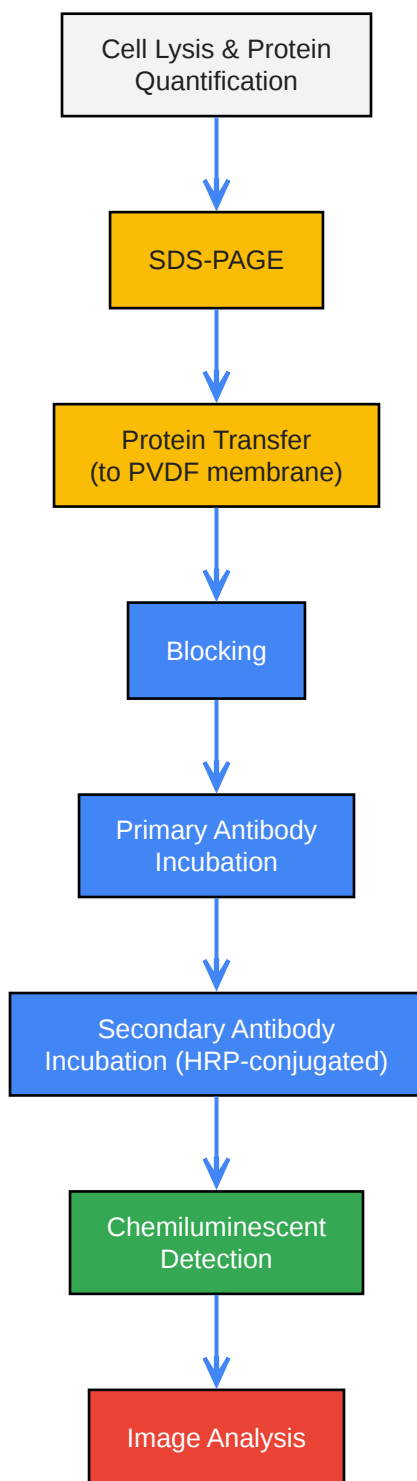 Cell Lysis & Protein
Quantification
SDS-PAGE
Protein Transfer
(to PVDF membrane)
Blocking
Primary Antibody
Incubation
Secondary Antibody
Incubation (HRP-conjugated)
Chemiluminescent
Detection
Image Analysis